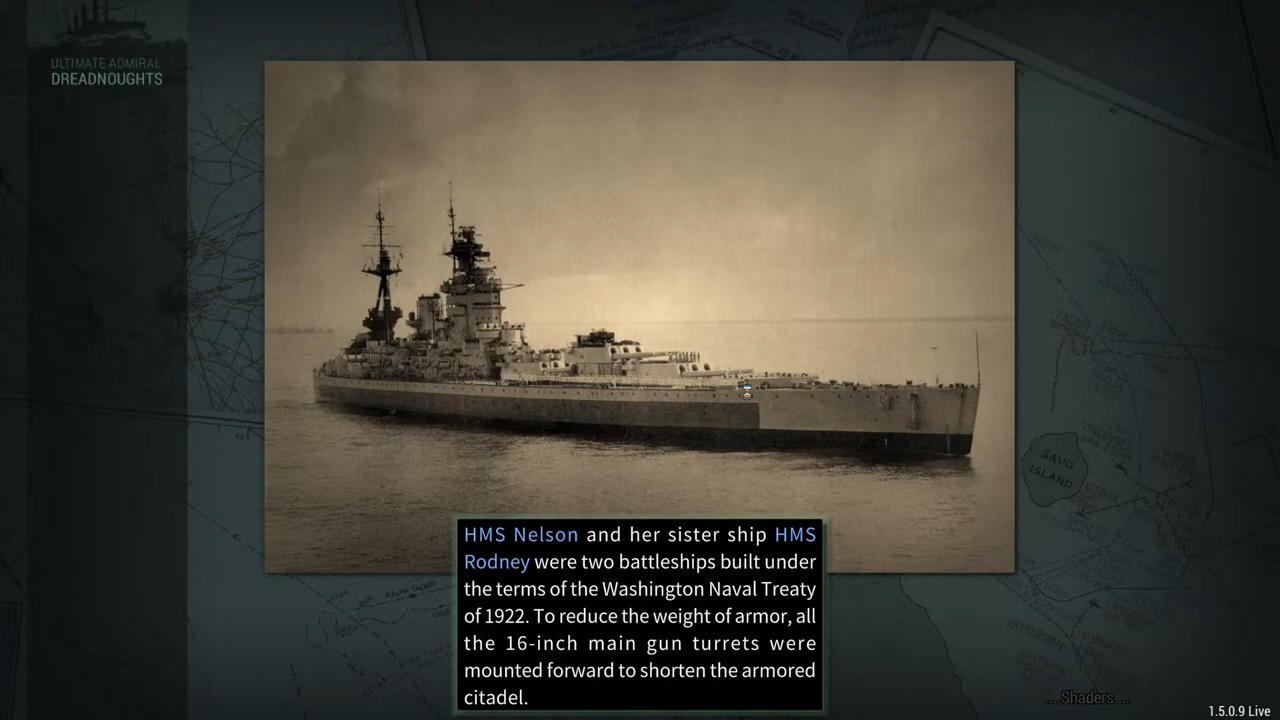 ULTIMATE ADMIRAL
DREADNOUGHTS
SAVO
ISLAND
HMS Nelson and her sister ship HMS
Rodney were two battleships built under
the terms of the Washington Naval Treaty
of 1922. To reduce the weight of armor, all
the 16-inch main gun turrets were
mounted forward to shorten the armored
citadel.
....Shaders....
1.5.0.9 Live